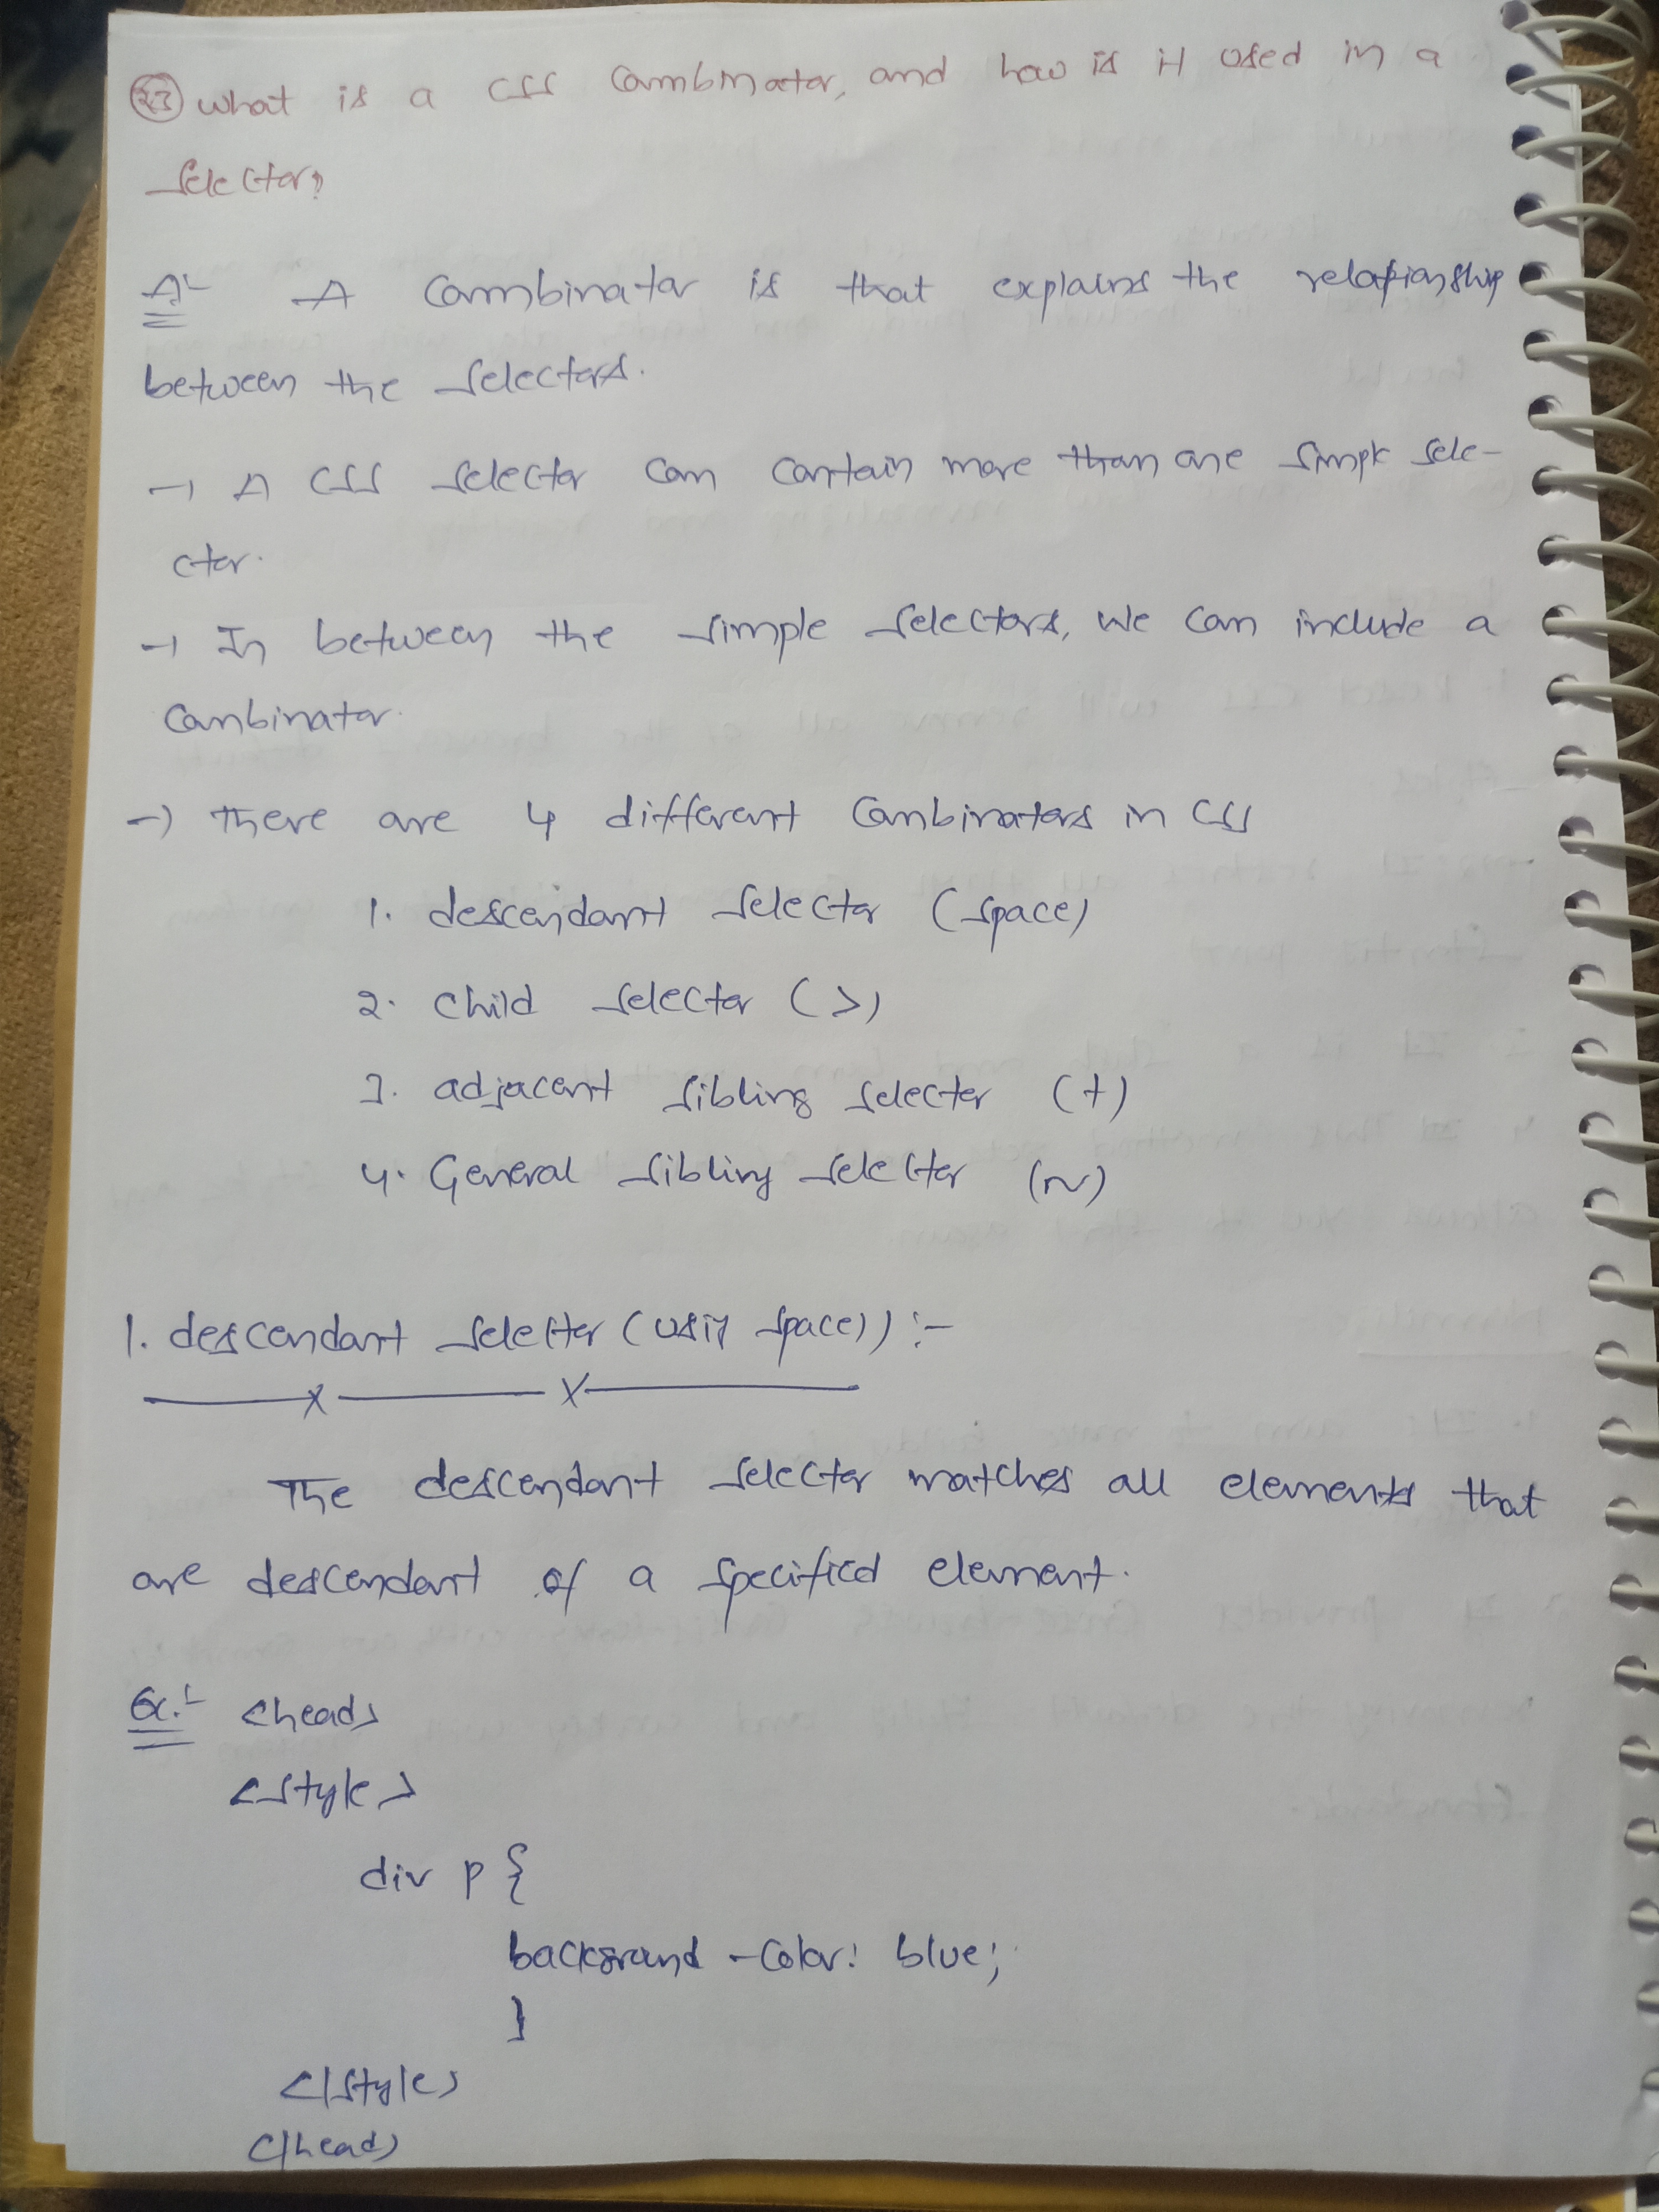 23 what is a CSS Combinator, and how is it used in a
Selector?
A:- A Combinator is that explains the relationship
between the selectors.
→ A CSS selector can contain more than one simple sele-
ctor.
→ In between the simple selectors, we can include a
Combinator.
→ There are 4 different Combinators in CSS
1. descendant selector (space)
2. Child selector (>)
3. adjacent sibling selector (+)
4. General sibling selector (~)
1. descendant selector (using space)) :-
The descendant selector matches all elements that
are descendant of a specified element.
Ex:- <head>
<style>
div p {
background-color: blue;
}
</style>
</head>